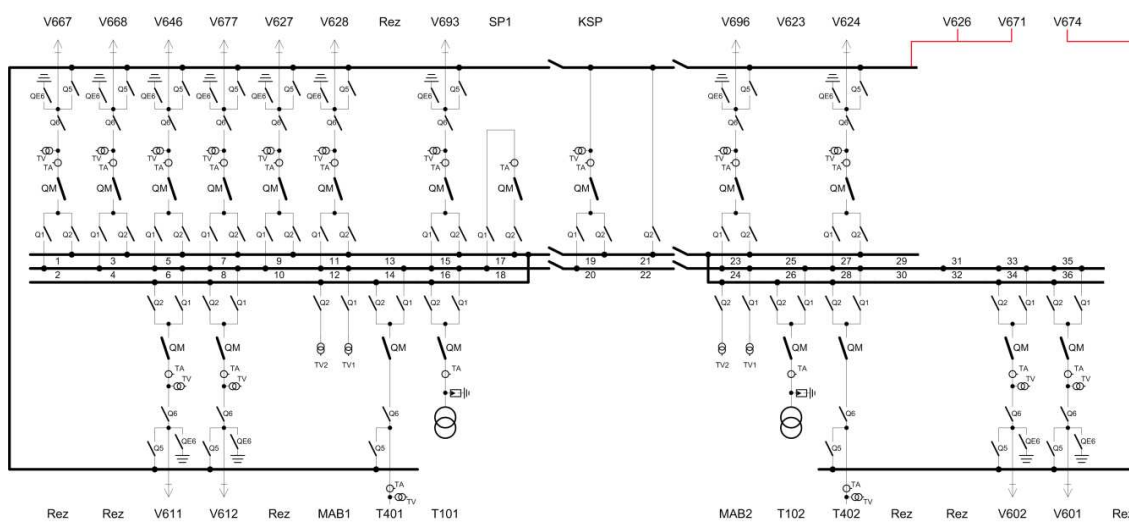 V667 V668 V646 V677 V627 V628 Rez V693 SP1 KSP V696 V623 V624 V626 V671 V674
Q5 Q5 Q5 Q5 Q5 Q5 Q5 Q5 Q5
QE6 QE6 QE6 QE6 QE6 QE6 QE6 QE6 QE6
Q6 Q6 Q6 Q6 Q6 Q6 Q6 Q6 Q6
TV TV TV TV TV TV TV TV TV TV
TA TA TA TA TA TA TA TA TA TA TA
QM QM QM QM QM QM QM QM QM QM
Q1 Q2 Q1 Q2 Q1 Q2 Q1 Q2 Q1 Q2 Q1 Q2 Q1 Q2 Q1 Q2 Q1 Q2 Q2 Q1 Q2 Q1 Q2
1 3 5 7 9 11 13 15 17 19 21 23 25 27 29 31 33 35
2 4 6 8 10 12 14 16 18 20 22 24 26 28 30 32 34 36
Q2 Q1 Q2 Q1 Q2 Q1 Q2 Q1 Q2 Q1 Q2 Q1 Q2 Q1 Q2 Q1 Q2 Q1 Q2 Q1
QM QM QM QM QM QM QM QM
TV2 TV1 TV2 TV1
TA TA TA TA TA TA
TV TV TV TV
Q6 Q6 Q6 Q6 Q6 Q6
Q5 QE6 Q5 QE6 Q5 Q5 Q5 QE6 Q5 QE6
TA TA
TV TV
Rez Rez V611 V612 Rez MAB1 T401 T101 MAB2 T102 T402 Rez Rez V602 V601